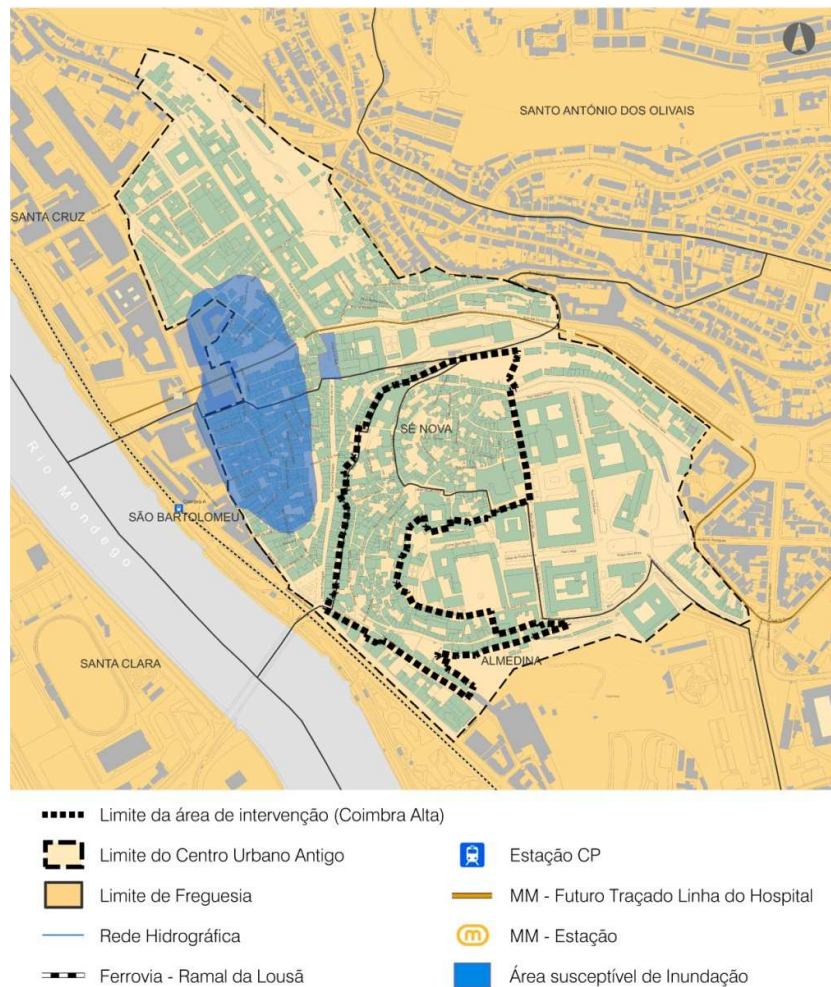 SANTO ANTÓNIO DOS OLIVAIS
SANTA CRUZ
SÉ NOVA
Rio Mondego
Coimbra A
SÃO BARTOLOMEU
SANTA CLARA
ALMEDINA
Limite da área de intervenção (Coimbra Alta)
Limite do Centro Urbano Antigo
Estação CP
Limite de Freguesia
MM - Futuro Traçado Linha do Hospital
Rede Hidrográfica
m MM - Estação
Ferrovia - Ramal da Lousã
Área susceptível de Inundação